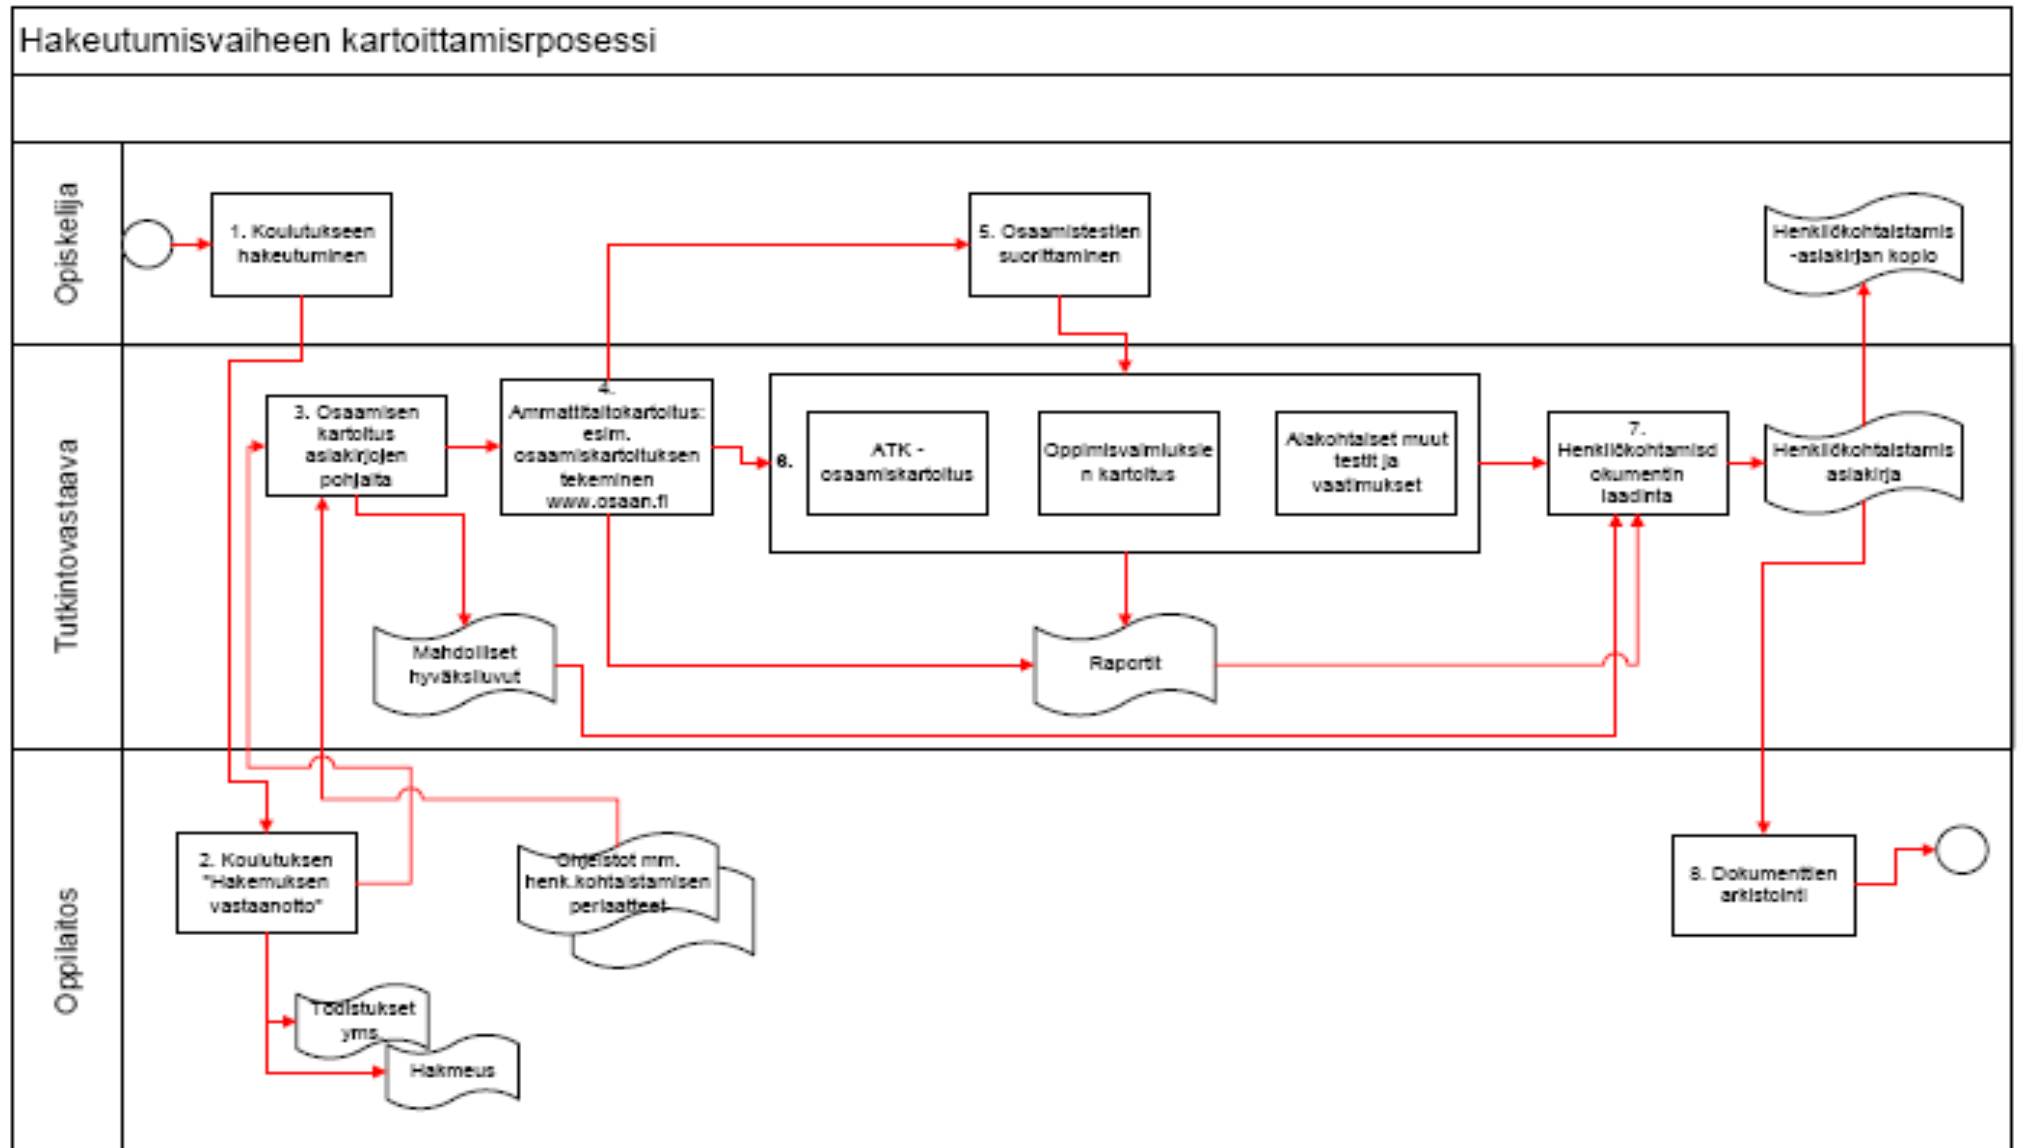 Hakeutumisvaiheen kartoittamisrposessi
Opiskelija
1. Koulutukseen
hakeutuminen
5. Osaamistestien
suorittaminen
Henkilökohtaistamis
-asiakirjan kopio
Tutkintovastaava
3. Osaamisen
kartoitus
asiakirjojen
pohjalta
4.
Ammattitaitokartoitus:
esim.
osaamiskartoituksen
tekeminen
www.osaan.fi
6.
ATK -
osaamiskartoitus
Oppimisvalmiuksie
n kartoitus
Alakohtaiset muut
testit ja
vaatimukset
7.
Henkilökohtamisd
okumentin
laadinta
Henkilökohtaistamis
asiakirja
Mahdolliset
hyväksiluvut
Raportit
Oppilaitos
2. Koulutuksen
"Hakemuksen
vastaanotto"
Ohjeistot mm.
henk.kohtaistamisen
periaatteet
8. Dokumenttien
arkistointi
Todistukset
yms.
Hakmeus